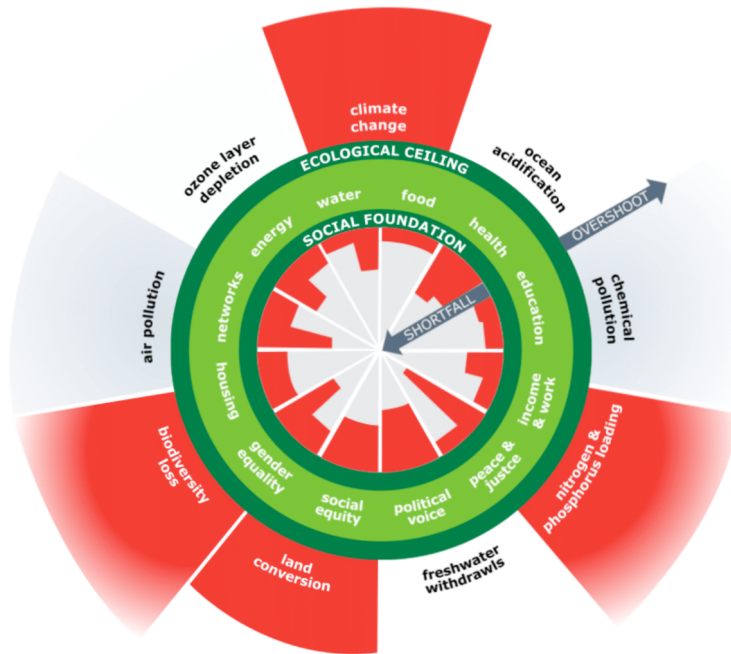 climate
change
ozone layer
depletion
ocean
acidification
ECOLOGICAL CEILING
OVERSHOOT
water
food
energy
health
SOCIAL FOUNDATION
networks
education
SHORTFALL
air pollution
chemical
pollution
housing
income
& work
biodiversity
loss
gender
equality
peace &
justce
nitrogen &
phosphorus loading
social
equity
political
voice
land
conversion
freshwater
withdrawls